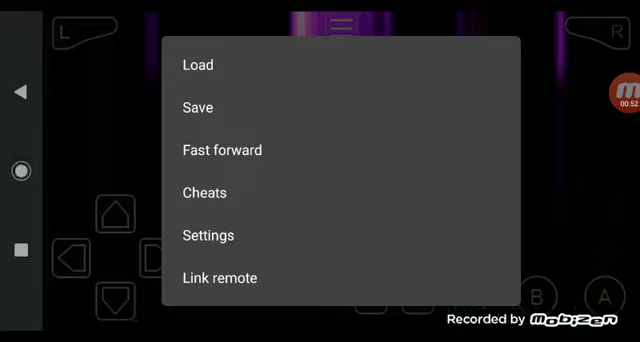 L
R
Load
00:52
Save
Fast forward
Cheats
Settings
Link remote
B
A
Recorded by Mobizen